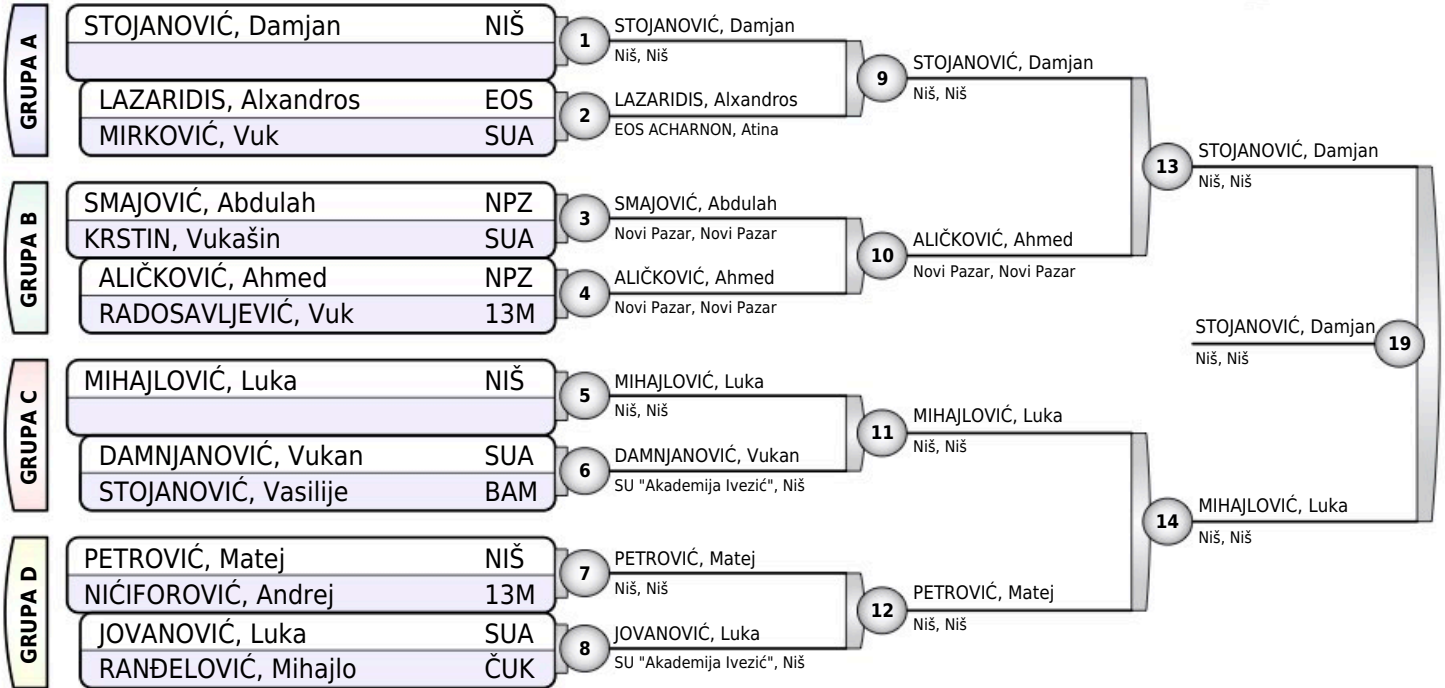 GRUPA A
STOJANOVIĆ, Damjan NIŠ
LAZARIDIS, Alxandros EOS
MIRKOVIĆ, Vuk SUA
GRUPA B
SMAJOVIĆ, Abdulah NPZ
KRSTIN, Vukašin SUA
ALIČKOVIĆ, Ahmed NPZ
RADOSAVLJEVIĆ, Vuk 13M
GRUPA C
MIHAJLOVIĆ, Luka NIŠ
DAMNJANOVIĆ, Vukan SUA
STOJANOVIĆ, Vasilije BAM
GRUPA D
PETROVIĆ, Matej NIŠ
NIĆIFOROVIĆ, Andrej 13M
JOVANOVIĆ, Luka SUA
RANĐELOVIĆ, Mihajlo ČUK
1
STOJANOVIĆ, Damjan
Niš, Niš
2
LAZARIDIS, Alxandros
EOS ACHARNON, Atina
3
SMAJOVIĆ, Abdulah
Novi Pazar, Novi Pazar
4
ALIČKOVIĆ, Ahmed
Novi Pazar, Novi Pazar
5
MIHAJLOVIĆ, Luka
Niš, Niš
6
DAMNJANOVIĆ, Vukan
SU "Akademija Ivezić", Niš
7
PETROVIĆ, Matej
Niš, Niš
8
JOVANOVIĆ, Luka
SU "Akademija Ivezić", Niš
9
STOJANOVIĆ, Damjan
Niš, Niš
10
ALIČKOVIĆ, Ahmed
Novi Pazar, Novi Pazar
11
MIHAJLOVIĆ, Luka
Niš, Niš
12
PETROVIĆ, Matej
Niš, Niš
13
STOJANOVIĆ, Damjan
Niš, Niš
14
MIHAJLOVIĆ, Luka
Niš, Niš
STOJANOVIĆ, Damjan
Niš, Niš
19